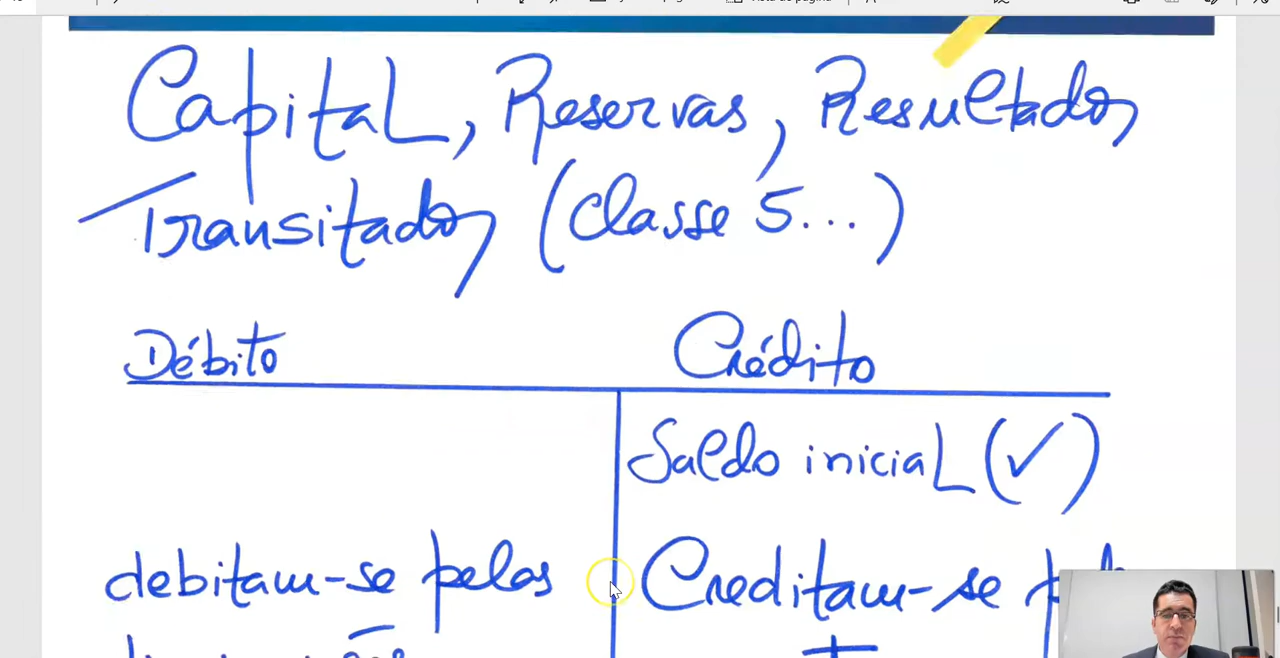 Capital, Reservas, Resultados
Transitados (classe 5...)
Débito Crédito
Saldo inicial (✓)
debitam-se pelas Creditam-se